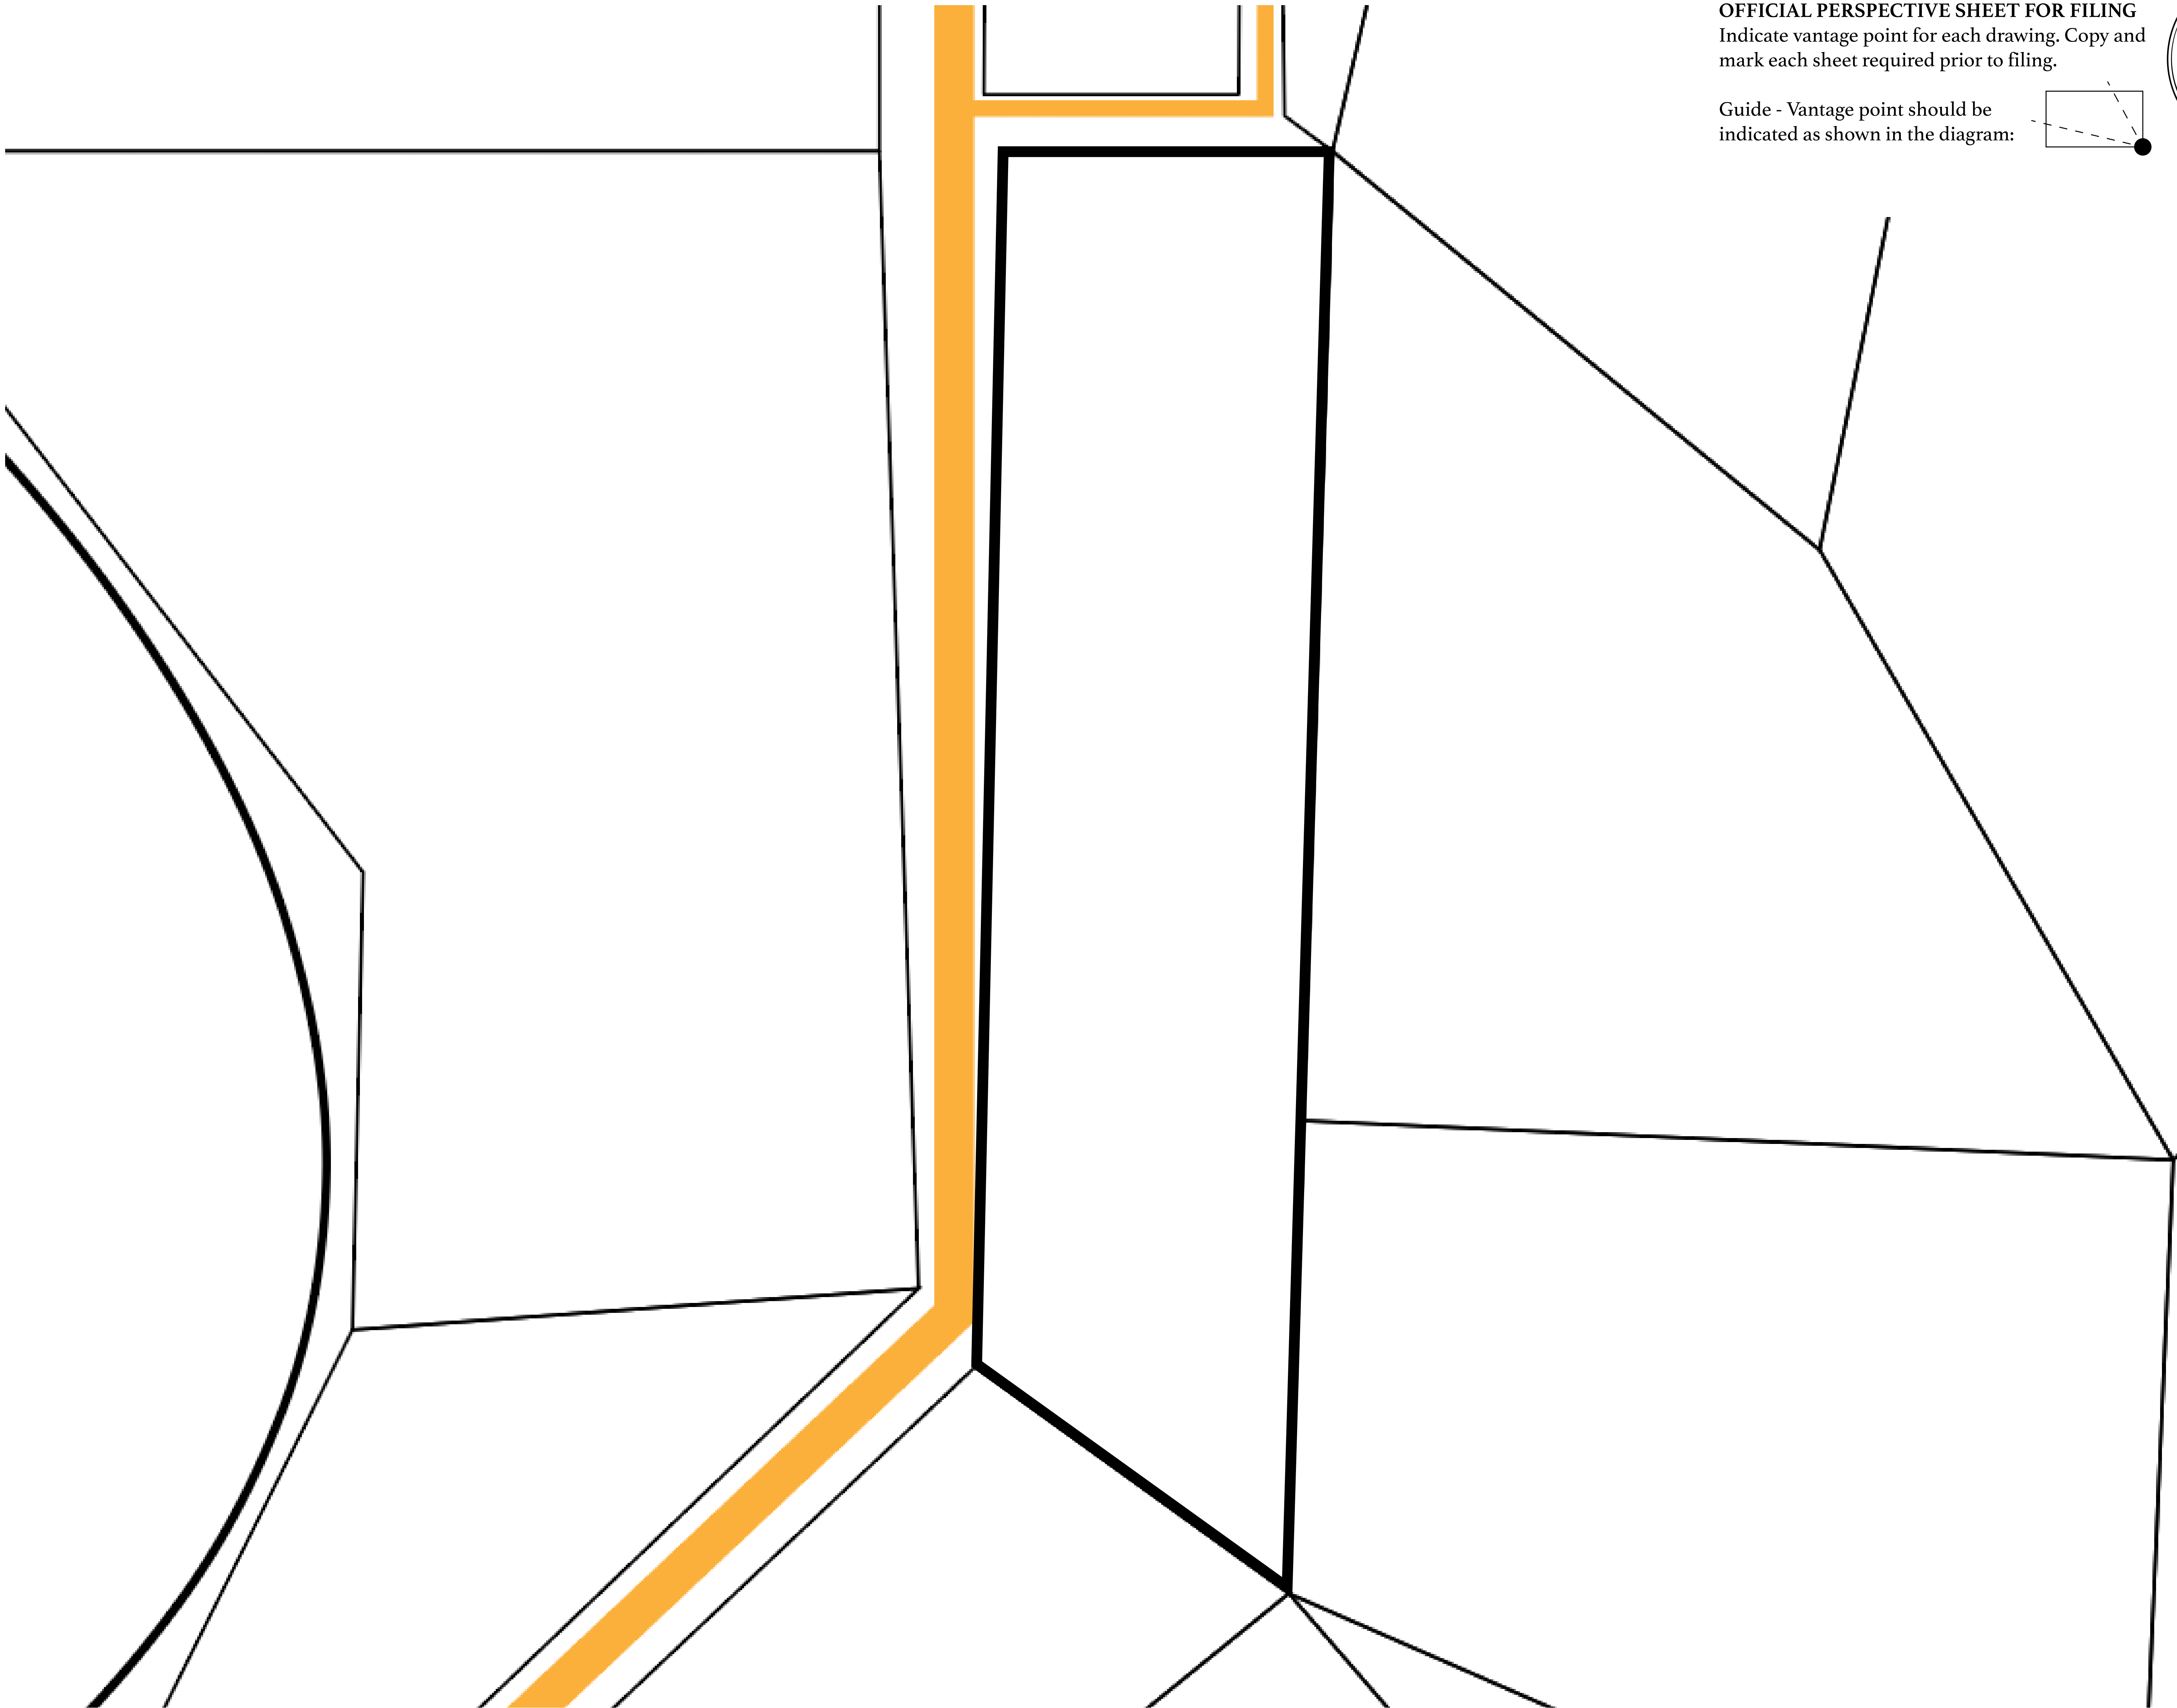 OFFICIAL PERSPECTIVE SHEET FOR FILING
Indicate vantage point for each drawing. Copy and
mark each sheet required prior to filing.
Guide - Vantage point should be
indicated as shown in the diagram: